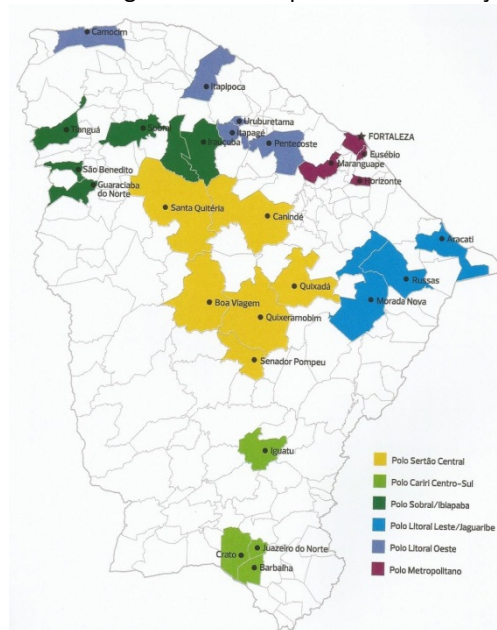 Camocim
Itapipoca
Uruburetama
Itapagé
Pentecoste
FORTALEZA
Eusébio
Maranguape
Horizonte
Tianguá
Sobral
Irauçuba
São Benedito
Guaraciaba
do Norte
Santa Quitéria
Canindé
Aracati
Russas
Quixadá
Boa Viagem
Morada Nova
Quixeramobim
Senador Pompeu
Iguatu
Crato
Juazeiro do Norte
Barbalha
Polo Sertão Central
Polo Cariri Centro-Sul
Polo Sobral/Ibiapaba
Polo Litoral Leste/Jaguaribe
Polo Litoral Oeste
Polo Metropolitano